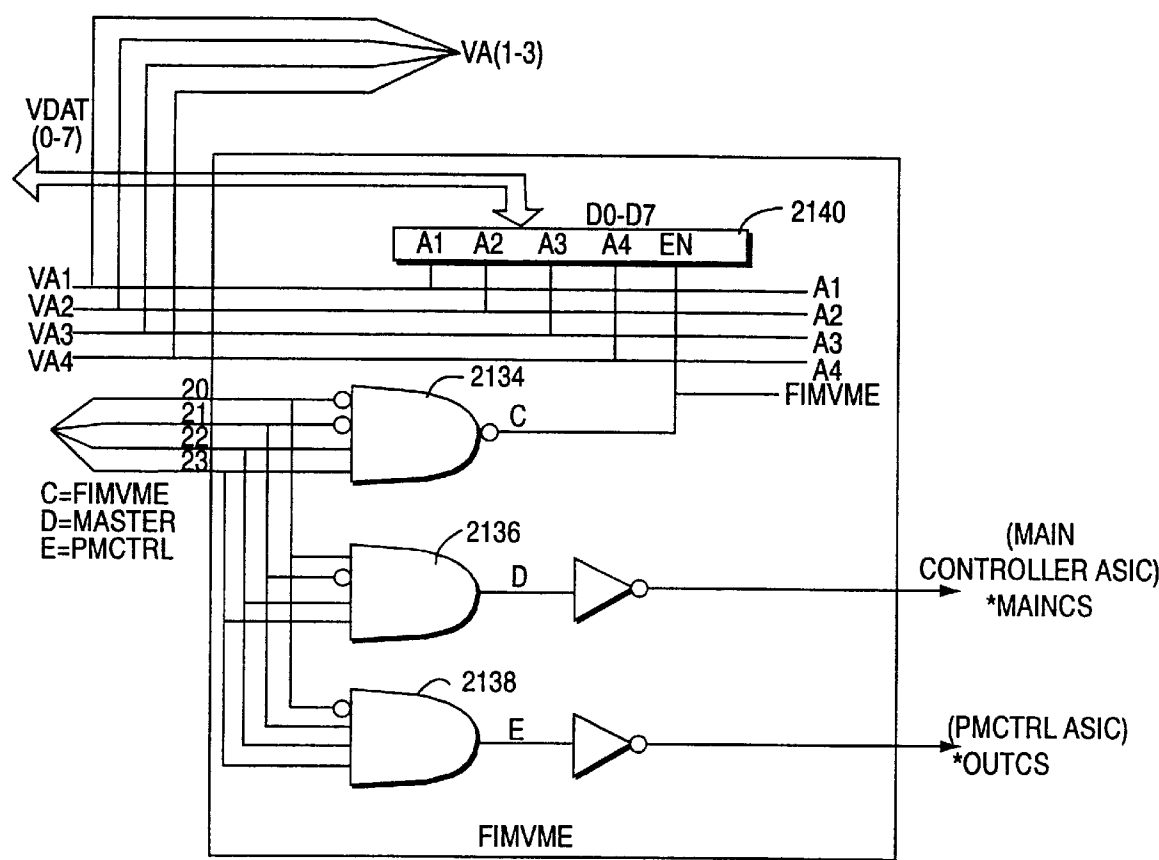 VA(1-3)
VDAT
(0-7)
D0-D7
2140
A1 A2 A3 A4 EN
VA1
A1
VA2
A2
VA3
A3
VA4
A4
20
2134
FIMVME
21
C
22
23
C=FIMVME
D=MASTER
E=PMCTRL
2136
D
(MAIN
CONTROLLER ASIC)
*MAINCS
2138
E
(PMCTRL ASIC)
*OUTCS
FIMVME